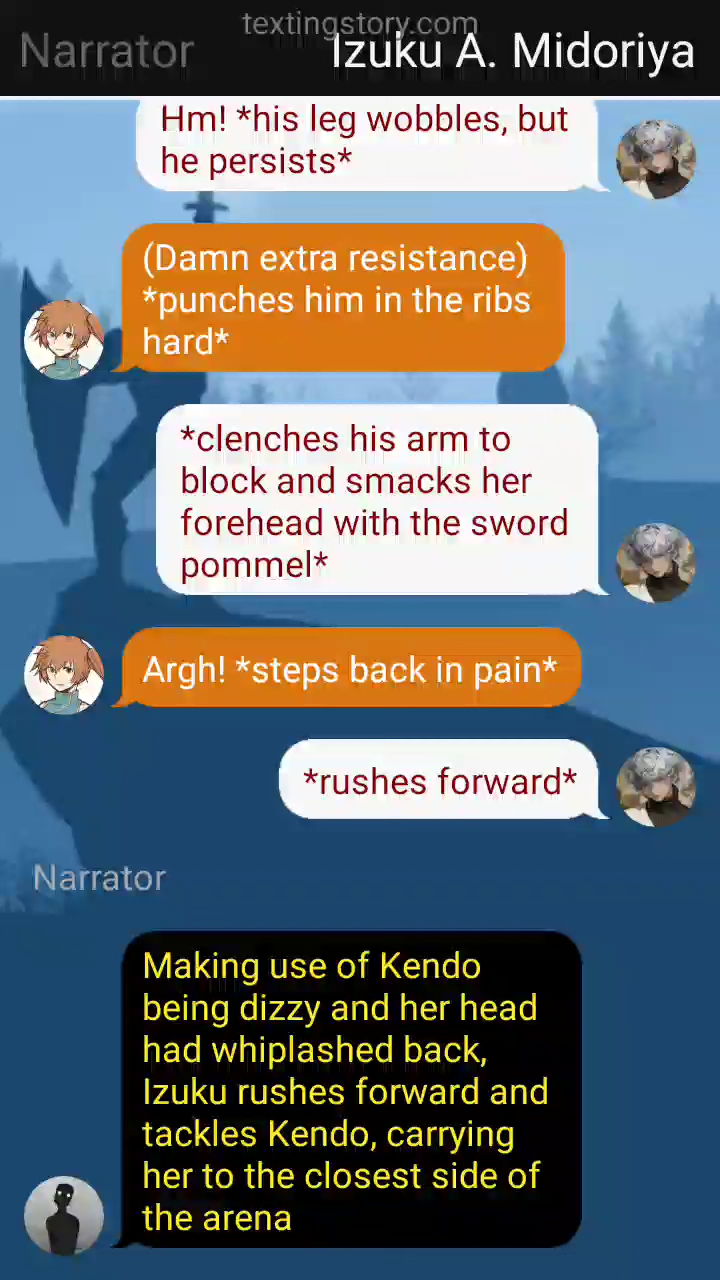 textingstory.com
Narrator
Izuku A. Midoriya
Hm! *his leg wobbles, but
he persists*
(Damn extra resistance)
*punches him in the ribs
hard*
*clenches his arm to
block and smacks her
forehead with the sword
pommel*
Argh! *steps back in pain*
*rushes forward*
Narrator
Making use of Kendo
being dizzy and her head
had whiplashed back,
Izuku rushes forward and
tackles Kendo, carrying
her to the closest side of
the arena